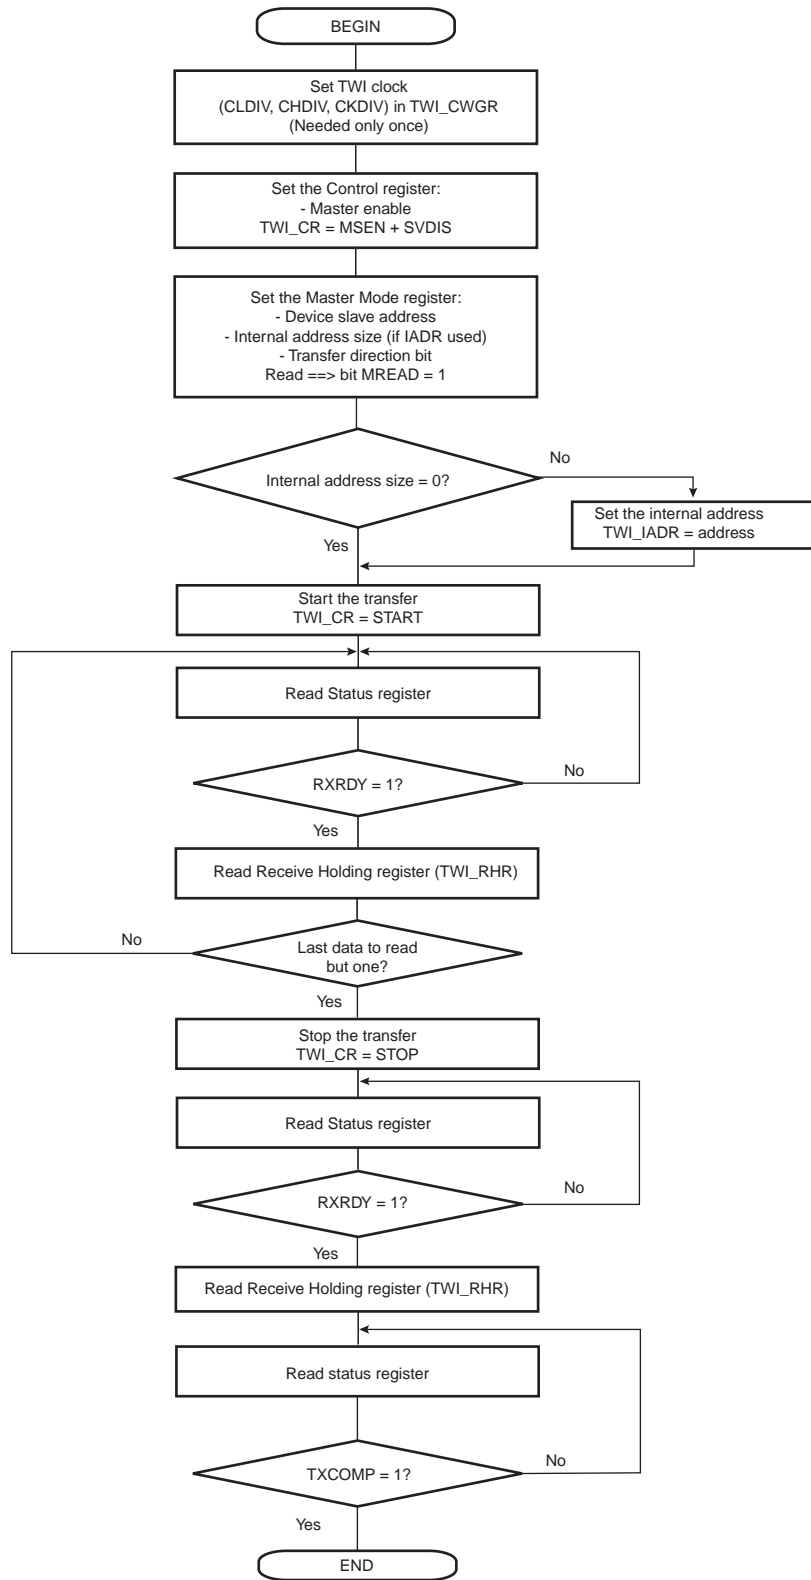 BEGIN
Set TWI clock
(CLDIV, CHDIV, CKDIV) in TWI_CWGR
(Needed only once)
Set the Control register:
- Master enable
TWI_CR = MSEN + SVDIS
Set the Master Mode register:
- Device slave address
- Internal address size (if IADR used)
- Transfer direction bit
Read ==> bit MREAD = 1
Internal address size = 0?
No
Set the internal address
TWI_IADR = address
Yes
Start the transfer
TWI_CR = START
Read Status register
RXRDY = 1?
No
Yes
Read Receive Holding register (TWI_RHR)
No
Last data to read
but one?
Yes
Stop the transfer
TWI_CR = STOP
Read Status register
RXRDY = 1?
No
Yes
Read Receive Holding register (TWI_RHR)
Read status register
TXCOMP = 1?
No
Yes
END